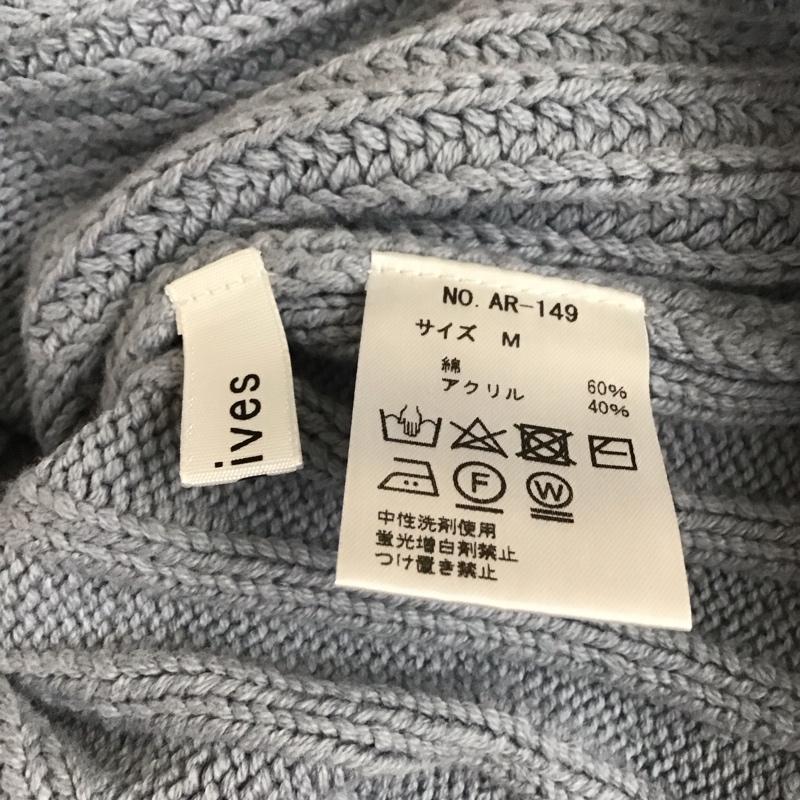 ives
NO. AR-149
サイズ M
綿 60%
アクリル 40%
F W
中性洗剤使用
蛍光増白剤禁止
つけ置き禁止